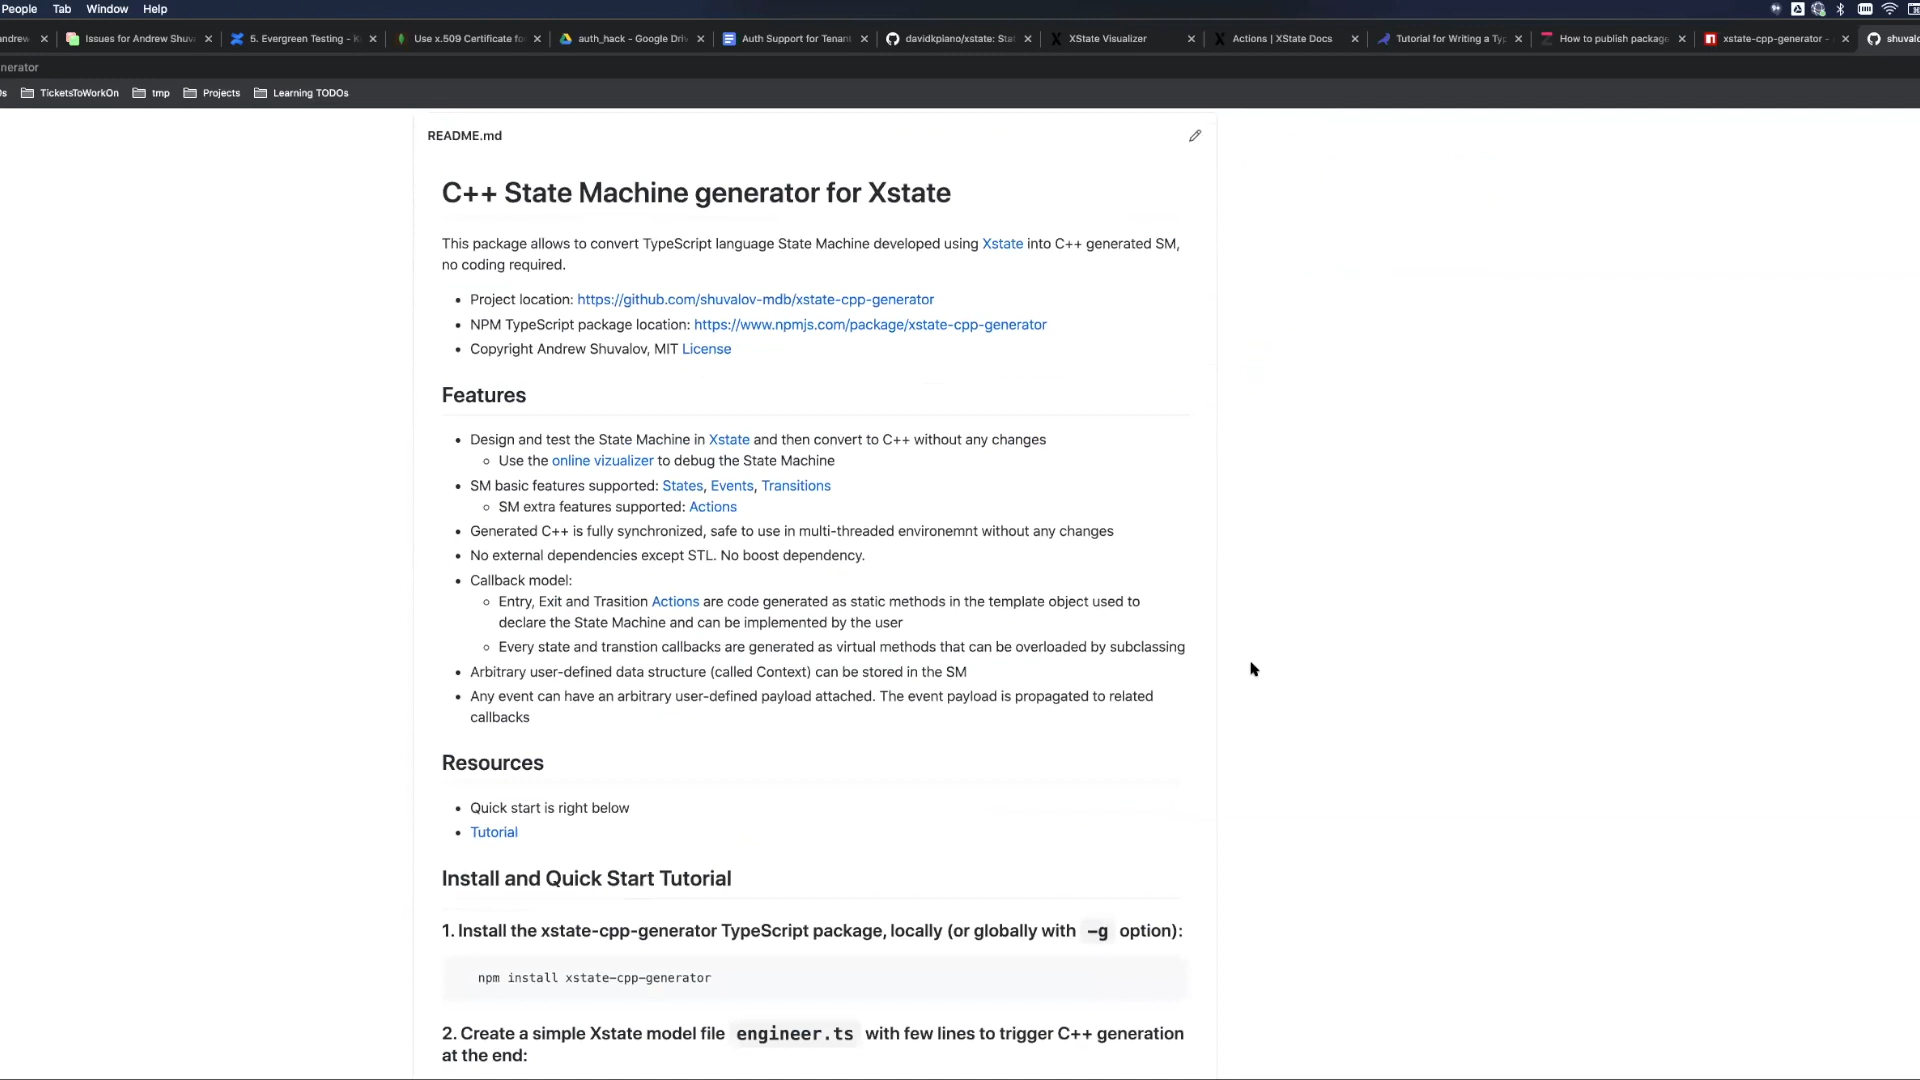 People Tab Window Help
andrew Issues for Andrew Shuv 5. Evergreen Testing - K Use x.509 Certificate fo auth_hack - Google Driv Auth Support for Tenant davidkpiano/xstate: Stat XState Visualizer Actions | XState Docs Tutorial for Writing a Typ How to publish package xstate-cpp-generator - shuvalo
nerator
Os TicketsToWorkOn tmp Projects Learning TODOs
README.md
C++ State Machine generator for Xstate
This package allows to convert TypeScript language State Machine developed using Xstate into C++ generated SM,
no coding required.
Project location: https://github.com/shuvalov-mdb/xstate-cpp-generator
NPM TypeScript package location: https://www.npmjs.com/package/xstate-cpp-generator
Copyright Andrew Shuvalov, MIT License
Features
Design and test the State Machine in Xstate and then convert to C++ without any changes
Use the online vizualizer to debug the State Machine
SM basic features supported: States, Events, Transitions
SM extra features supported: Actions
Generated C++ is fully synchronized, safe to use in multi-threaded environemnt without any changes
No external dependencies except STL. No boost dependency.
Callback model:
Entry, Exit and Trasition Actions are code generated as static methods in the template object used to
declare the State Machine and can be implemented by the user
Every state and transtion callbacks are generated as virtual methods that can be overloaded by subclassing
Arbitrary user-defined data structure (called Context) can be stored in the SM
Any event can have an arbitrary user-defined payload attached. The event payload is propagated to related
callbacks
Resources
Quick start is right below
Tutorial
Install and Quick Start Tutorial
1. Install the xstate-cpp-generator TypeScript package, locally (or globally with -g option):
npm install xstate-cpp-generator
2. Create a simple Xstate model file engineer.ts with few lines to trigger C++ generation
at the end: